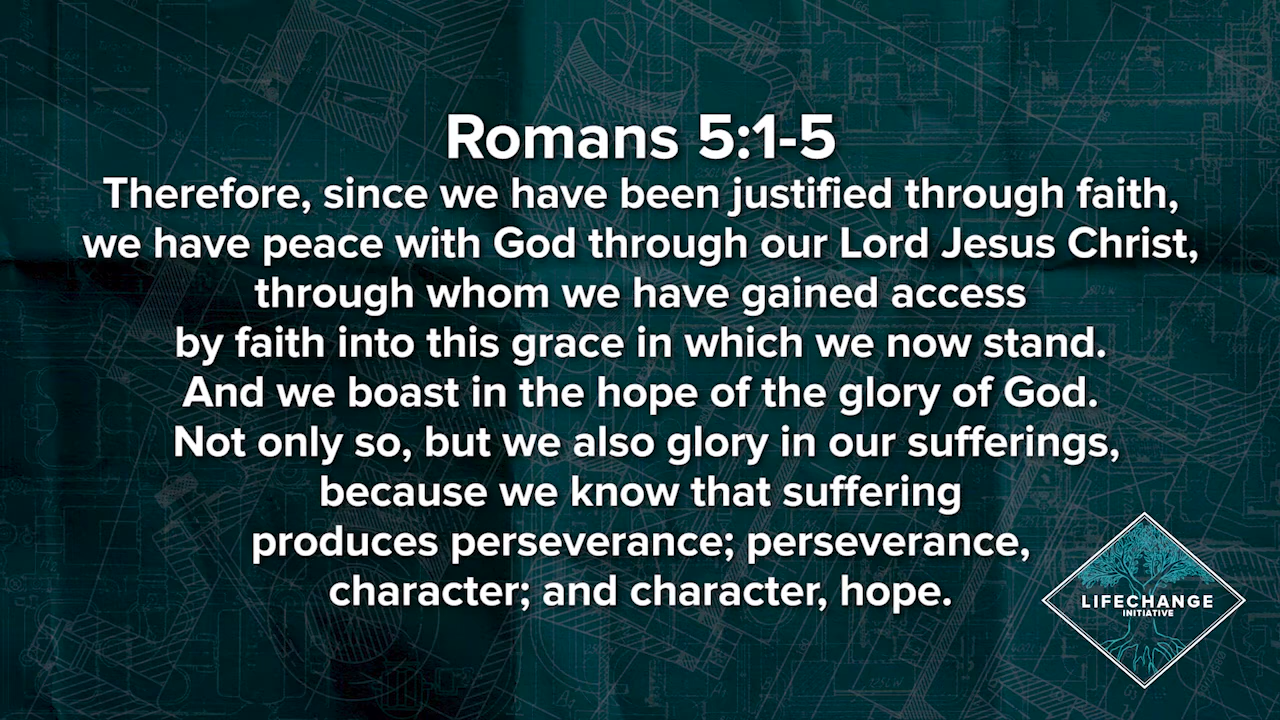 Romans 5:1-5
Therefore, since we have been justified through faith,
we have peace with God through our Lord Jesus Christ,
through whom we have gained access
by faith into this grace in which we now stand.
And we boast in the hope of the glory of God.
Not only so, but we also glory in our sufferings,
because we know that suffering
produces perseverance; perseverance,
character; and character, hope.
LIFECHANGE
INITIATIVE